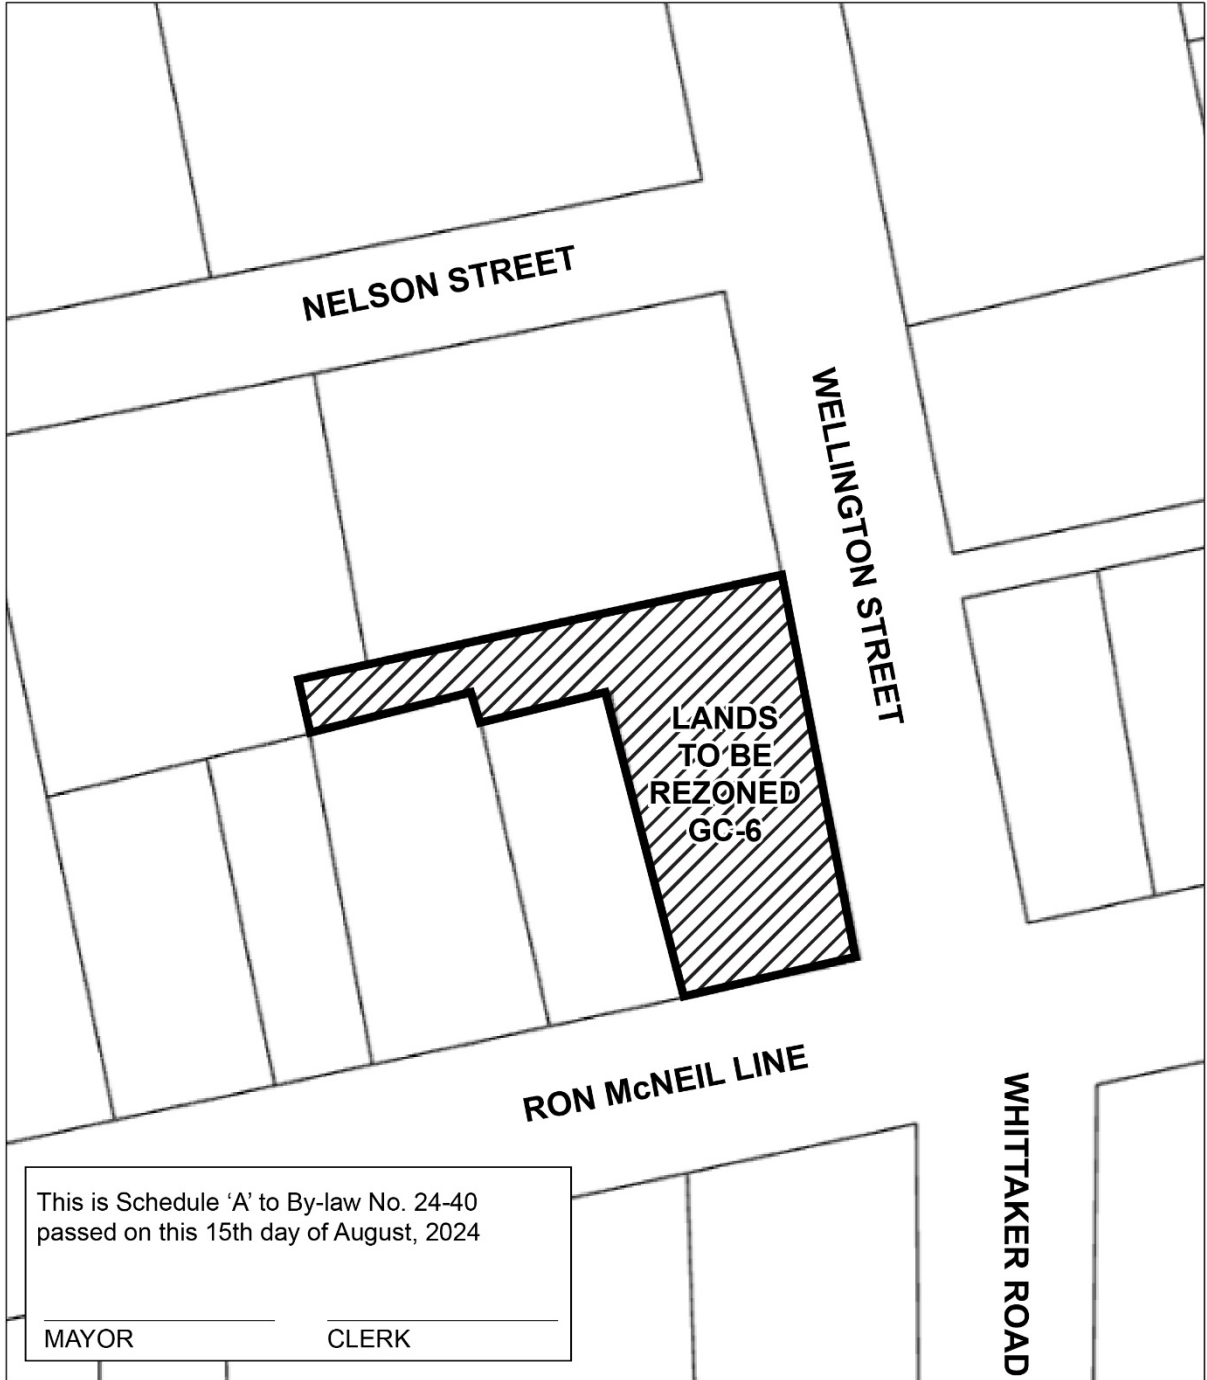 NELSON STREET
WELLINGTON STREET
LANDS
TO BE
REZONED
GC-6
RON McNEIL LINE
WHITTAKER ROAD
This is Schedule ‘A’ to By-law No. 24-40
passed on this 15th day of August, 2024
MAYOR CLERK